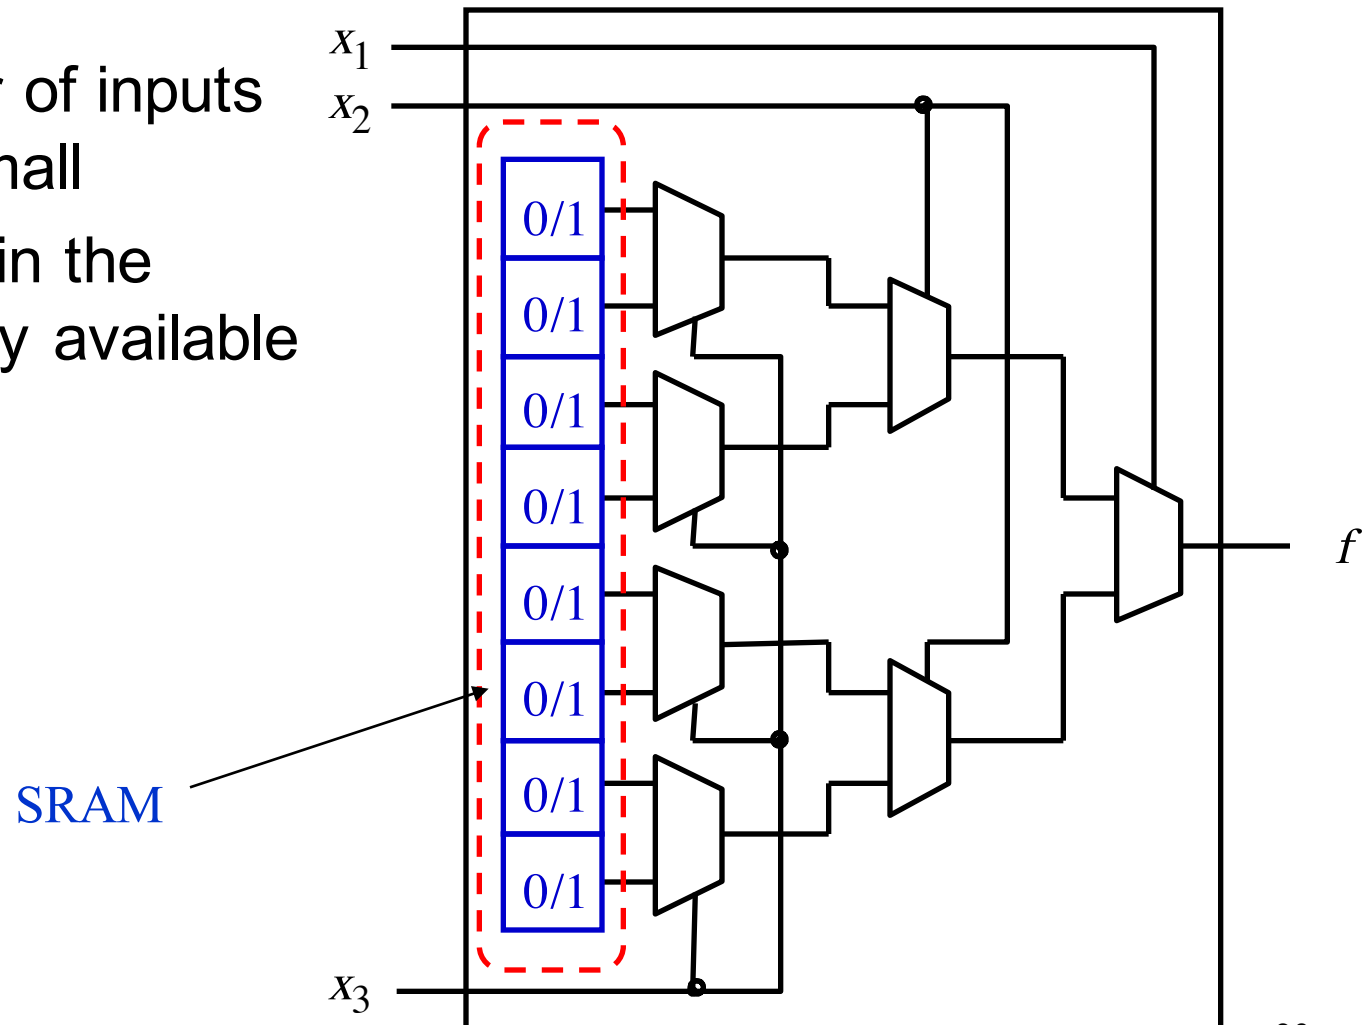 x1
r of inputs
x2
nall
0/1
in the
0/1
y available
0/1
0/1
f
0/1
0/1
SRAM
0/1
0/1
x3